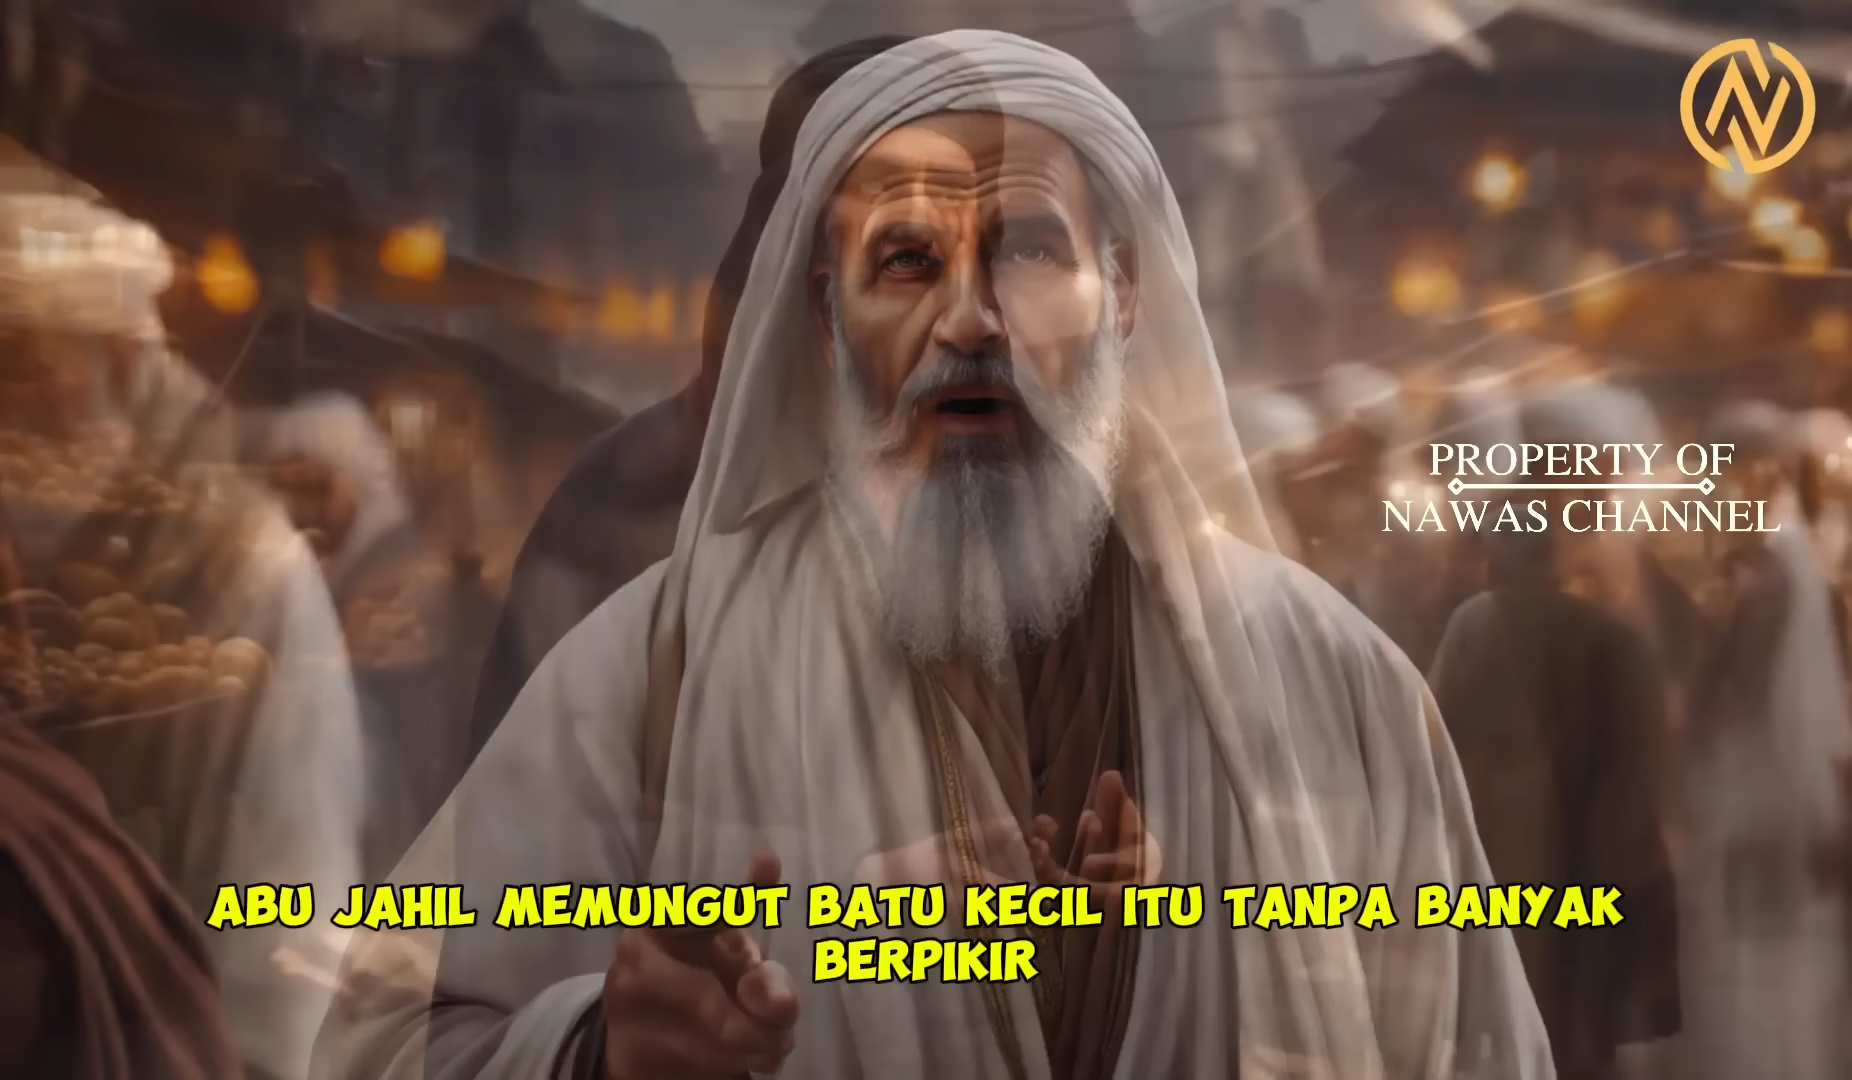 PROPERTY OF
NAWAS CHANNEL
ABU JAHIL MEMUNGUT BATU KECIL ITU TANPA BANYAK
BERPIKIR